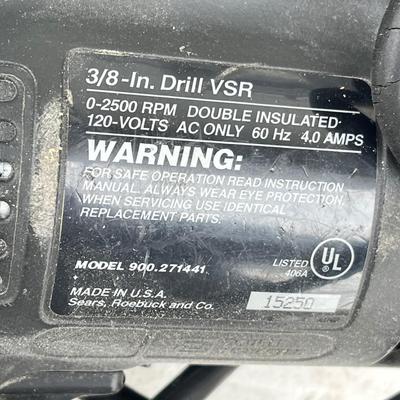 3/8-In. Drill VSR
0-2500 RPM DOUBLE INSULATED
120-VOLTS AC ONLY 60 Hz 4.0 AMPS
WARNING:
FOR SAFE OPERATION READ INSTRUCTION
MANUAL. ALWAYS WEAR EYE PROTECTION.
WHEN SERVICING USE IDENTICAL
REPLACEMENT PARTS.
MODEL 900.271441
LISTED
406A
UL
MADE IN U.S.A.
Sears, Roebuck and Co.
15250